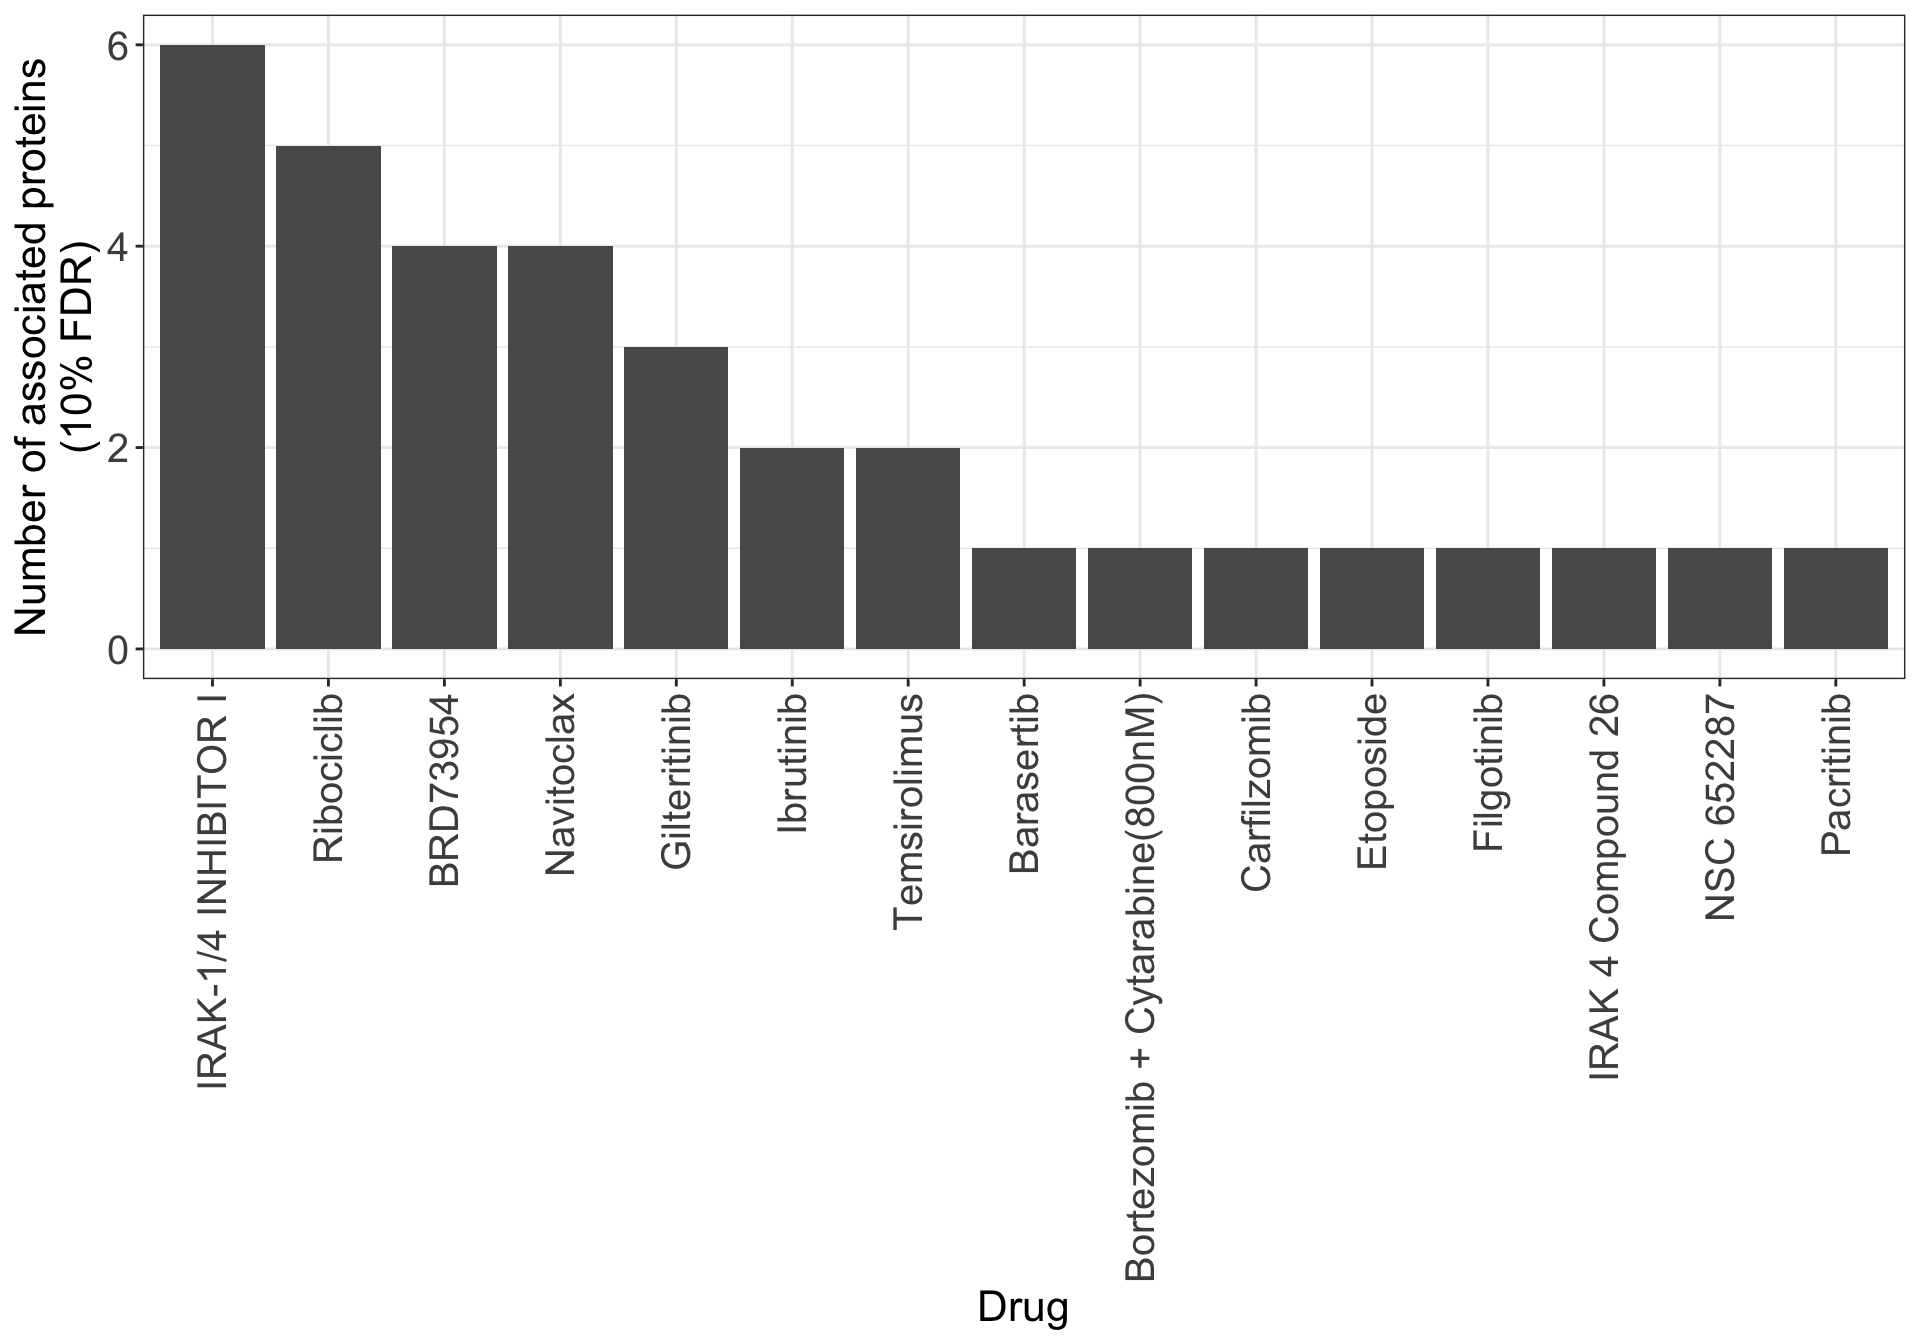 Number of associated proteins
(10% FDR)
6
4
2
0
IRAK-1/4 INHIBITOR I
Ribociclib
BRD739954
Navitoclax
Gilteritinib
Ibrutinib
Temsirolimus
Barasertib
Bortezomib + Cytarabine(800nM)
Carfilzomib
Etoposide
Filgotinib
IRAK 4 Compound 26
NSC 652287
Pacritinib
Drug